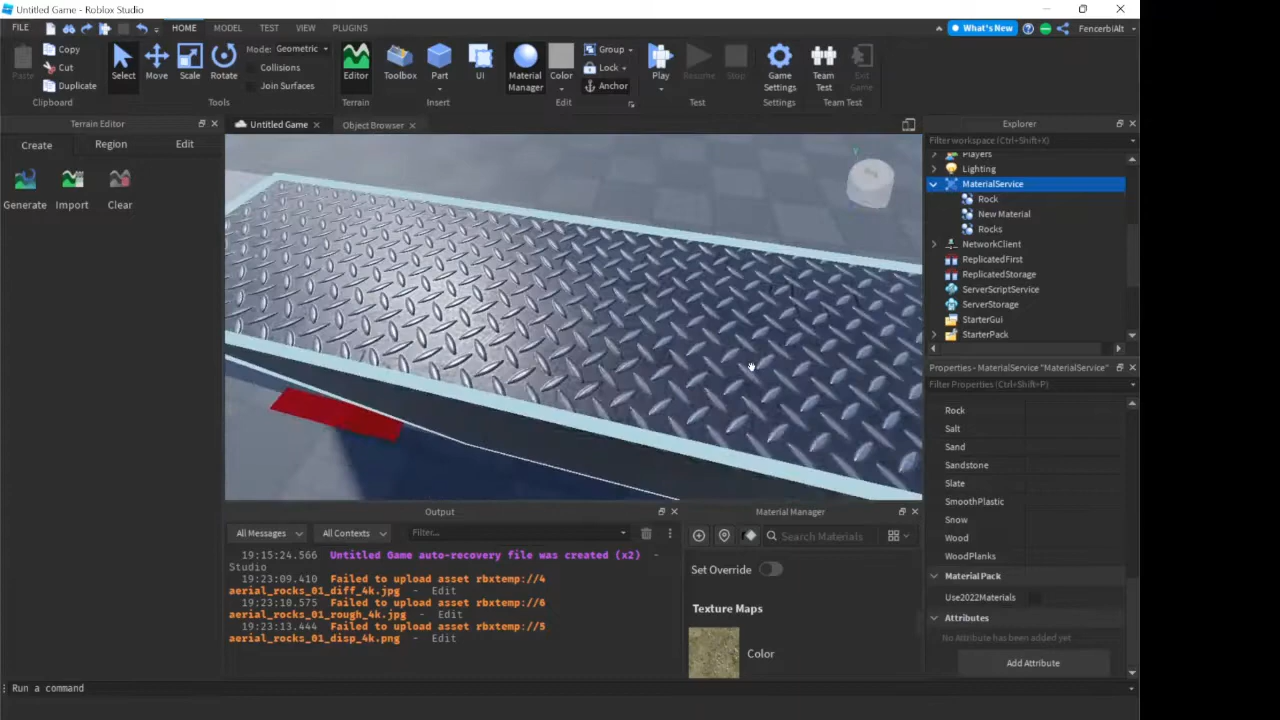 Untitled Game - Roblox Studio
FILE HOME MODEL TEST VIEW PLUGINS What's New FencerbiAlt
Paste Copy Cut Duplicate Clipboard
Select Move Scale Rotate Tools
Mode: Geometric
Collisions
Join Surfaces
Editor Terrain
Toolbox Part UI Insert
Material Manager Color Group Lock Anchor Edit
Play Resume Stop Test
Game Settings Settings
Team Test Exit Game Team Test
Terrain Editor
Create Region Edit
Generate Import Clear
Untitled Game Object Browser
Explorer
Filter workspace (Ctrl+Shift+X)
Players
Lighting
MaterialService
Rock
New Material
Rocks
NetworkClient
ReplicatedFirst
ReplicatedStorage
ServerScriptService
ServerStorage
StarterGui
StarterPack
Properties - MaterialService "MaterialService"
Filter Properties (Ctrl+Shift+P)
Rock
Salt
Sand
Sandstone
Slate
SmoothPlastic
Snow
Wood
WoodPlanks
MaterialPack
Use2022Materials
Attributes
No Attribute has been added yet
Add Attribute
Output
All Messages All Contexts Filter...
19:15:24.566 Untitled Game auto-recovery file was created (x2) -
Studio
19:23:09.410 Failed to upload asset rbxtemp://4
aerial_rocks_01_diff_4k.jpg - Edit
19:23:10.575 Failed to upload asset rbxtemp://6
aerial_rocks_01_rough_4k.jpg - Edit
19:23:13.444 Failed to upload asset rbxtemp://5
aerial_rocks_01_disp_4k.png - Edit
Material Manager
Search Materials
Set Override
Texture Maps
Color
Run a command